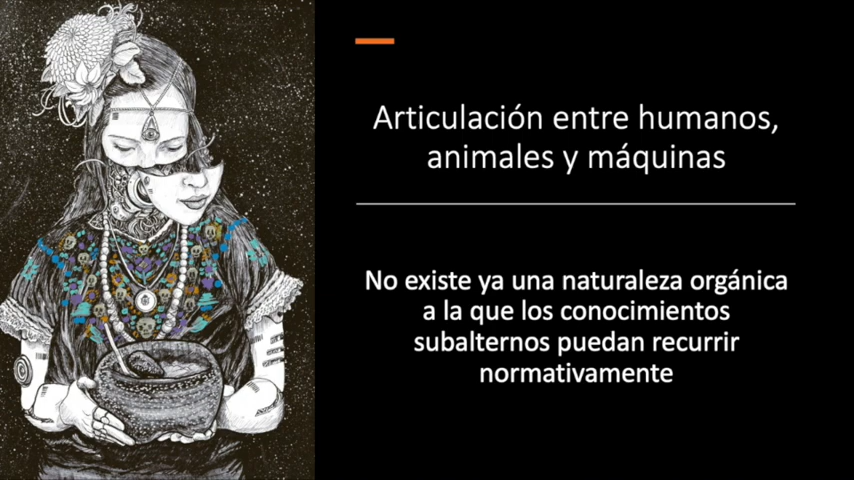 Articulación entre humanos,
animales y máquinas
No existe ya una naturaleza orgánica
a la que los conocimientos
subalternos puedan recurrir
normativamente